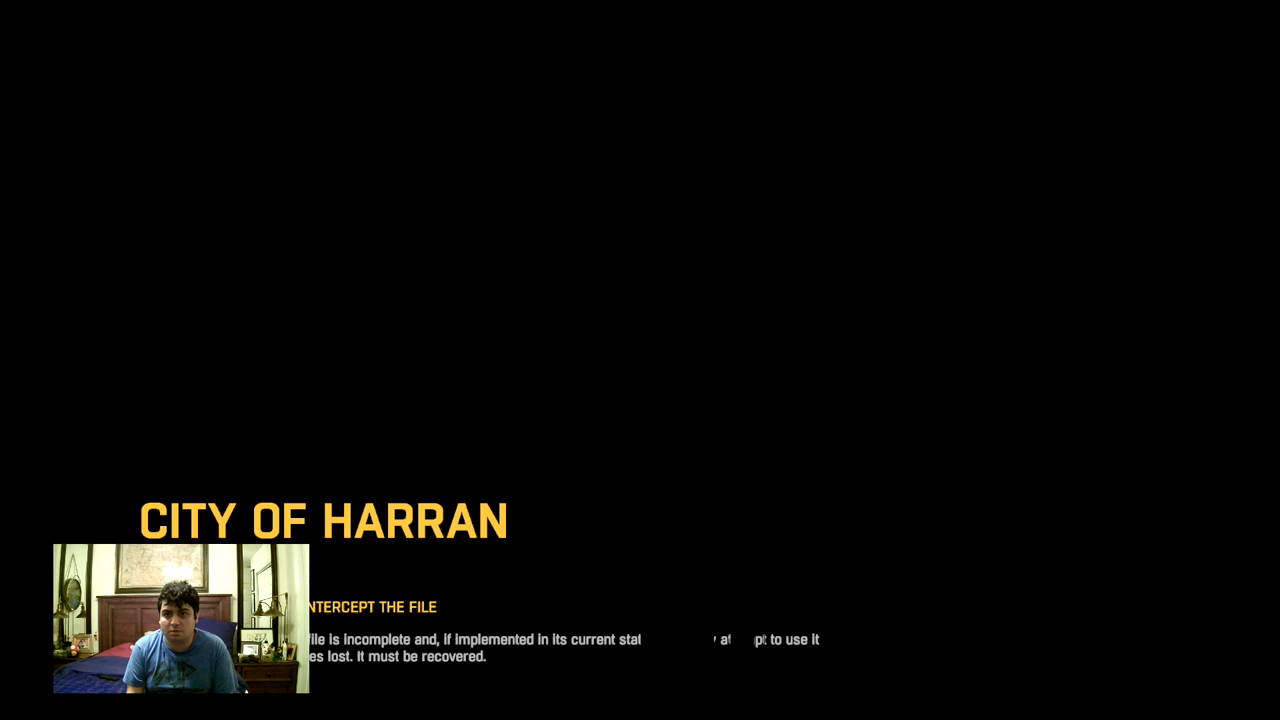 CITY OF HARRAN
NTERCEPT THE FILE
file is incomplete and, if implemented in its current stat to use it
es lost. It must be recovered.